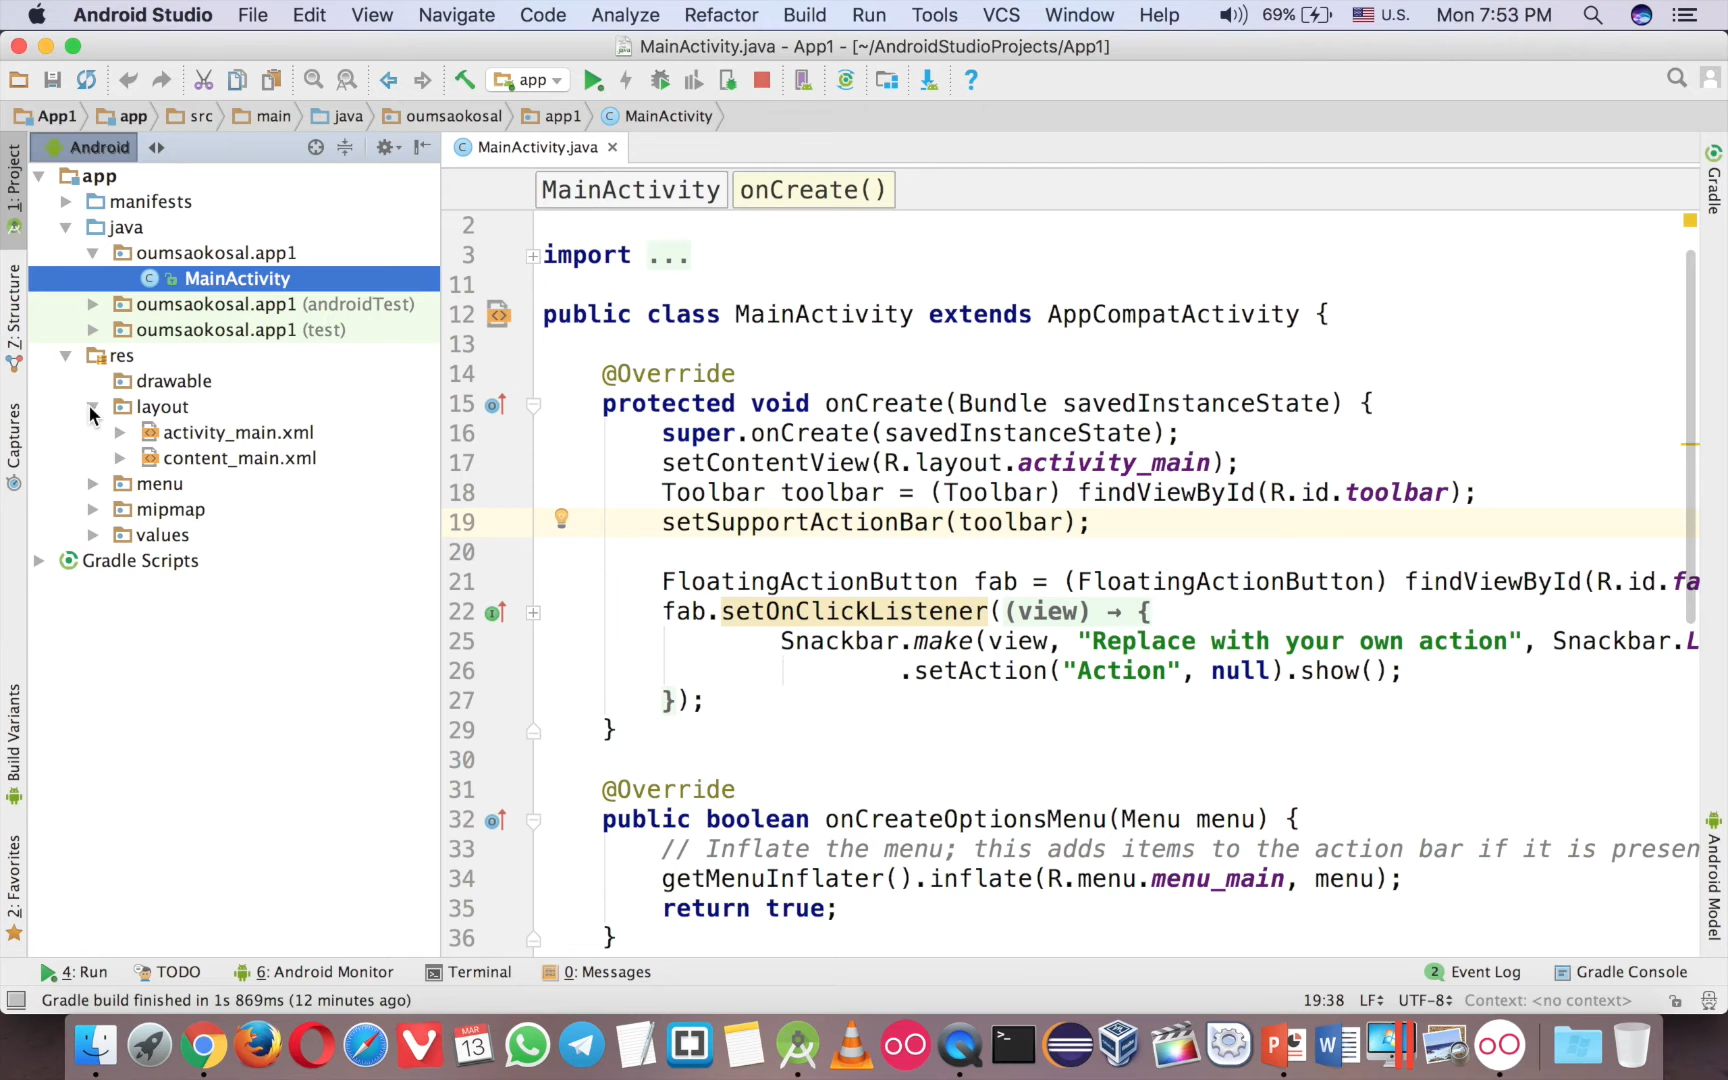 Android Studio File Edit View Navigate Code Analyze Refactor Build Run Tools VCS Window Help 69% U.S. Mon 7:53 PM
MainActivity.java - App1 - [~/AndroidStudioProjects/App1]
app
App1 app src main java oumsaokosal app1 MainActivity
Android
MainActivity.java
1: Project
Z: Structure
Captures
Build Variants
2: Favorites
app
manifests
java
oumsaokosal.app1
MainActivity
oumsaokosal.app1 (androidTest)
oumsaokosal.app1 (test)
res
drawable
layout
activity_main.xml
content_main.xml
menu
mipmap
values
Gradle Scripts
MainActivity onCreate()
2
3 import ...
11
12 public class MainActivity extends AppCompatActivity {
13
14 @Override
15 protected void onCreate(Bundle savedInstanceState) {
16 super.onCreate(savedInstanceState);
17 setContentView(R.layout.activity_main);
18 Toolbar toolbar = (Toolbar) findViewById(R.id.toolbar);
19 setSupportActionBar(toolbar);
20
21 FloatingActionButton fab = (FloatingActionButton) findViewById(R.id.fa
22 fab.setOnClickListener((view) → {
25 Snackbar.make(view, "Replace with your own action", Snackbar.L
26 .setAction("Action", null).show();
27 });
29 }
30
31 @Override
32 public boolean onCreateOptionsMenu(Menu menu) {
33 // Inflate the menu; this adds items to the action bar if it is presen
34 getMenuInflater().inflate(R.menu.menu_main, menu);
35 return true;
36 }
Gradle
Android Model
4: Run TODO 6: Android Monitor Terminal 0: Messages 2 Event Log Gradle Console
Gradle build finished in 1s 869ms (12 minutes ago) 19:38 LF UTF-8 Context: <no context>
MAR
13